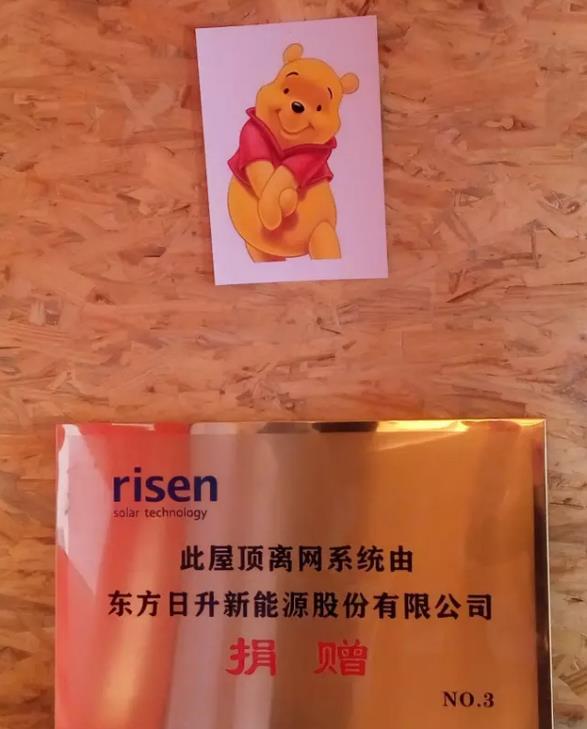 risen
solar technology
此屋顶离网系统由
东方日升新能源股份有限公司
捐 赠
NO.3